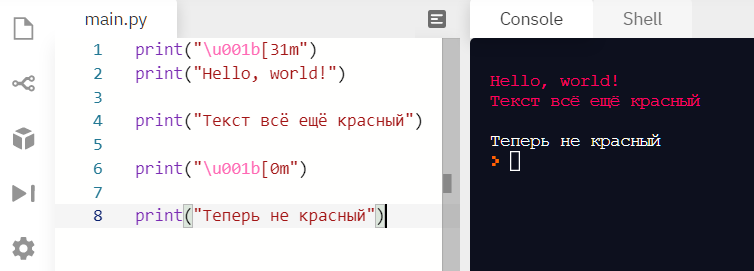 main.py
Console Shell
1 print("\u001b[31m")
2 print("Hello, world!")
3
4 print("Текст всё ещё красный")
5
6 print("\u001b[0m")
7
8 print("Теперь не красный")
Hello, world!
Текст всё ещё красный
Теперь не красный